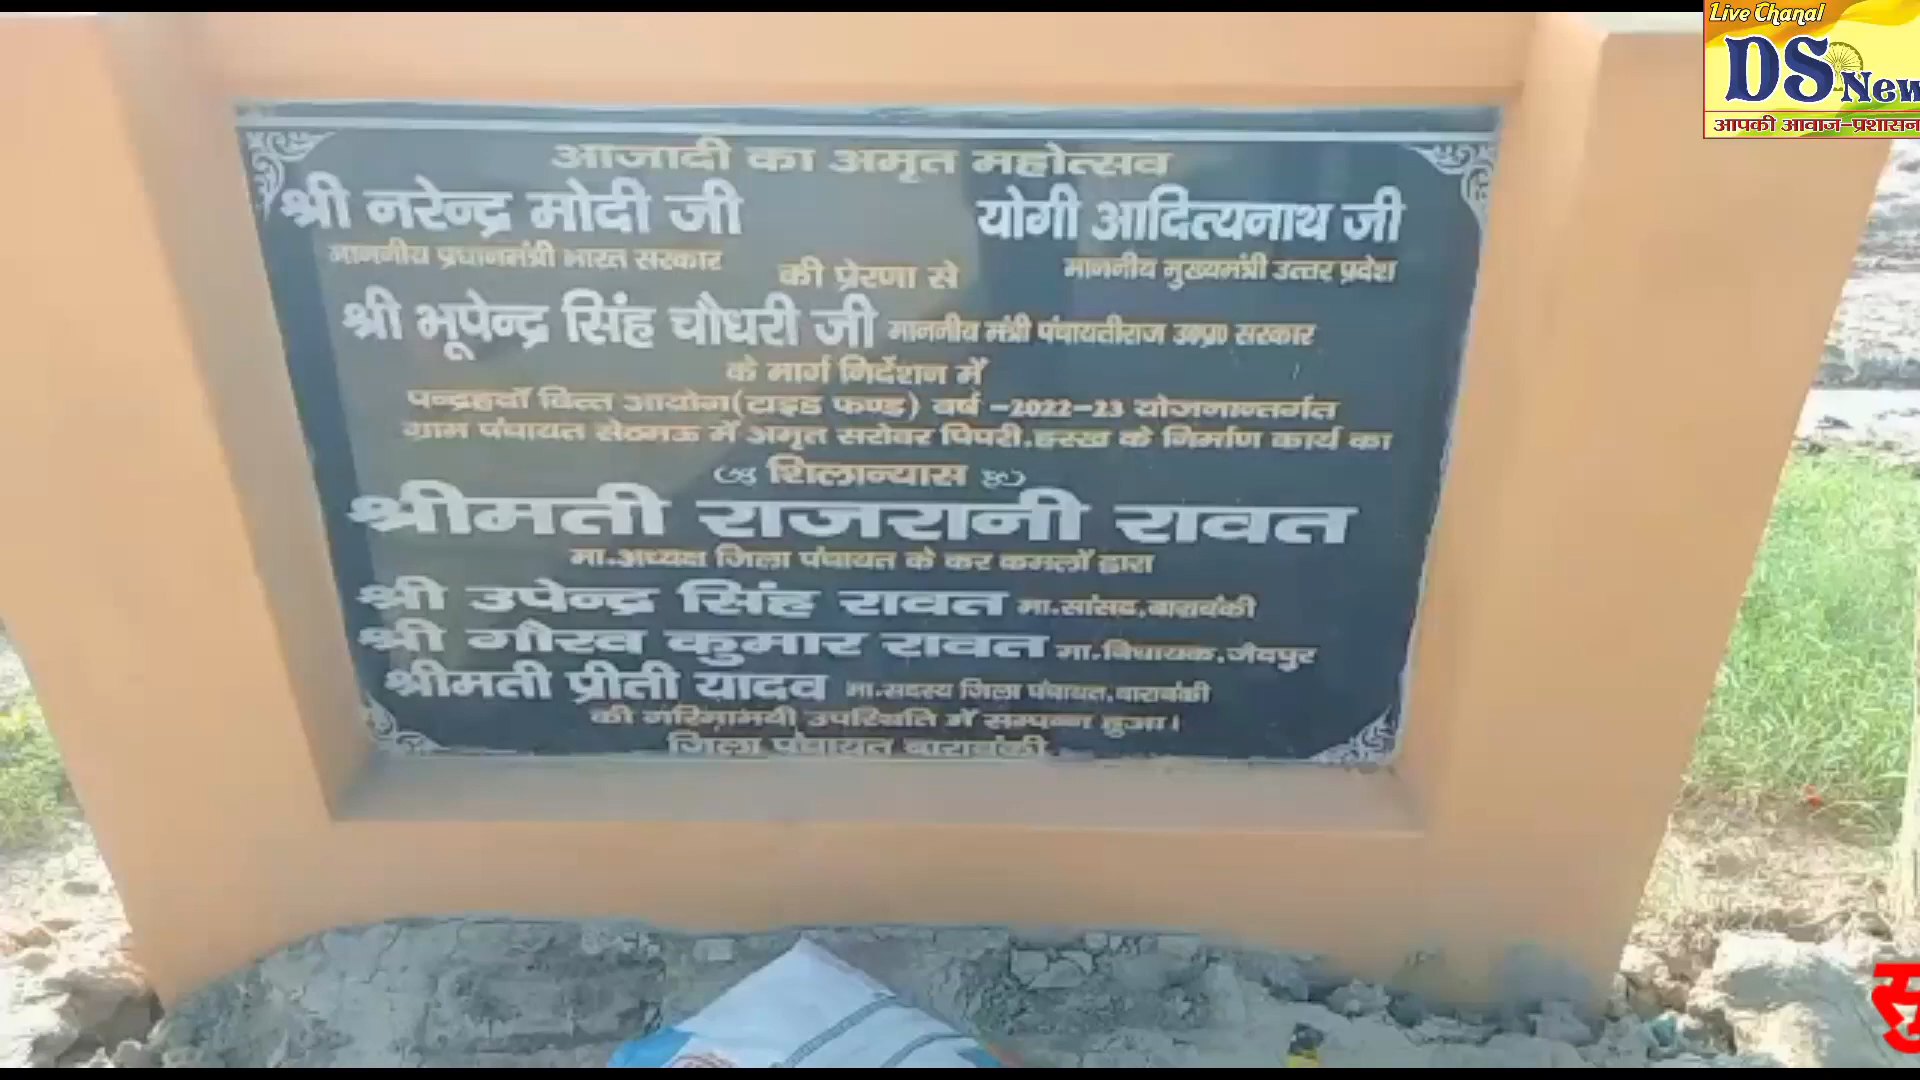 Live Chanal
DS New
आपकी आवाज-प्रशासन
आजादी का अमृत महोत्सव
श्री नरेन्द्र मोदी जी
योगी आदित्यनाथ जी
माननीय प्रधानमंत्री भारत सरकार
की प्रेरणा से
माननीय मुख्यमंत्री उत्तर प्रदेश
श्री भूपेन्द्र सिंह चौधरी जी माननीय मंत्री पंचायतीराज उ०प्र० सरकार
के मार्ग निर्देशन में
पन्द्रहवाँ वित्त आयोग(टाइड फण्ड) वर्ष -2022-23 योजनान्तर्गत
ग्राम पंचायत सेठमऊ में अमृत सरोवर पिपरी,हरख के निर्माण कार्य का
शिलान्यास
श्रीमती राजरानी रावत
मा.अध्यक्ष जिला पंचायत के कर कमलों द्वारा
श्री उपेन्द्र सिंह रावत मा.सांसद,बाराबंकी
श्री गौरव कुमार रावत मा.विधायक,जैदपुर
श्रीमती प्रीती यादव मा.सदस्य जिला पंचायत,बाराबंकी
की गरिमामयी उपस्थिति में सम्पन्न हुआ।
जिला पंचायत बाराबंकी